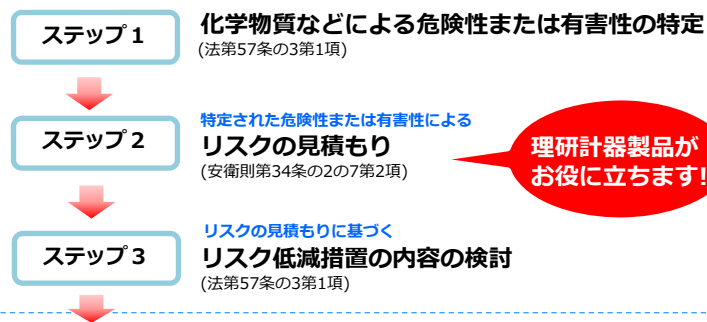 ステップ１
化学物質などによる危険性または有害性の特定
(法第57条の3第1項)
ステップ２
特定された危険性または有害性による
リスクの見積もり
(安衛則第34条の2の7第2項)
理研計器製品が
お役に立ちます!
ステップ３
リスクの見積もりに基づく
リスク低減措置の内容の検討
(法第57条の3第1項)